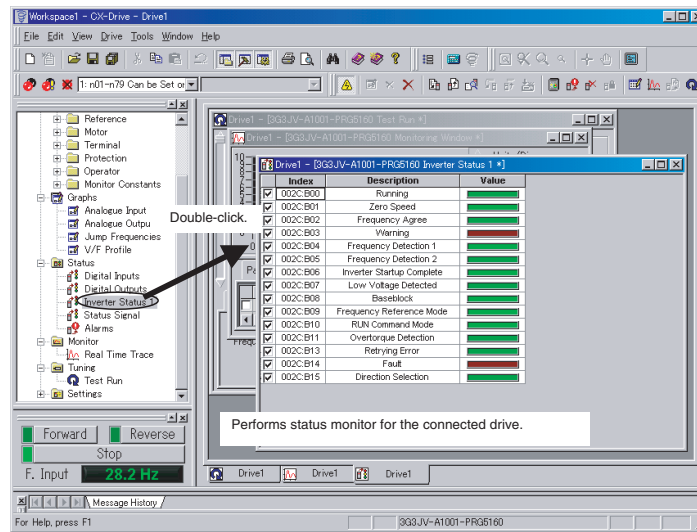 Workspace1 - CX-Drive - Drive1
File Edit View Drive Tools Window Help
1: n01-n79 Can be Set or
Reference
Motor
Terminal
Protection
Operator
Monitor Constants
Graphs
Analogue Input
Analogue Outpu
Jump Frequencies
V/F Profile
Status
Digital Inputs
Digital Outputs
Inverter Status 1
Status Signal
Alarms
Monitor
Real Time Trace
Tuning
Test Run
Settings
Double-click.
Drive1 - [3G3JV-A1001-PRG5160 Test Run *]
Drive1 - [3G3JV-A1001-PRG5160 Monitoring Window *]
Drive1 - [3G3JV-A1001-PRG5160 Inverter Status 1 *]
Index Description Value
002C:B00 Running
002C:B01 Zero Speed
002C:B02 Frequency Agree
002C:B03 Warning
002C:B04 Frequency Detection 1
002C:B05 Frequency Detection 2
002C:B06 Inverter Startup Complete
002C:B07 Low Voltage Detected
002C:B08 Baseblock
002C:B09 Frequency Reference Mode
002C:B10 RUN Command Mode
002C:B11 Overtorque Detection
002C:B13 Retrying Error
002C:B14 Fault
002C:B15 Direction Selection
Performs status monitor for the connected drive.
Forward Reverse
Stop
F. Input 28.2 Hz
Drive1 Drive1 Drive1
Message History
For Help, press F1 3G3JV-A1001-PRG5160